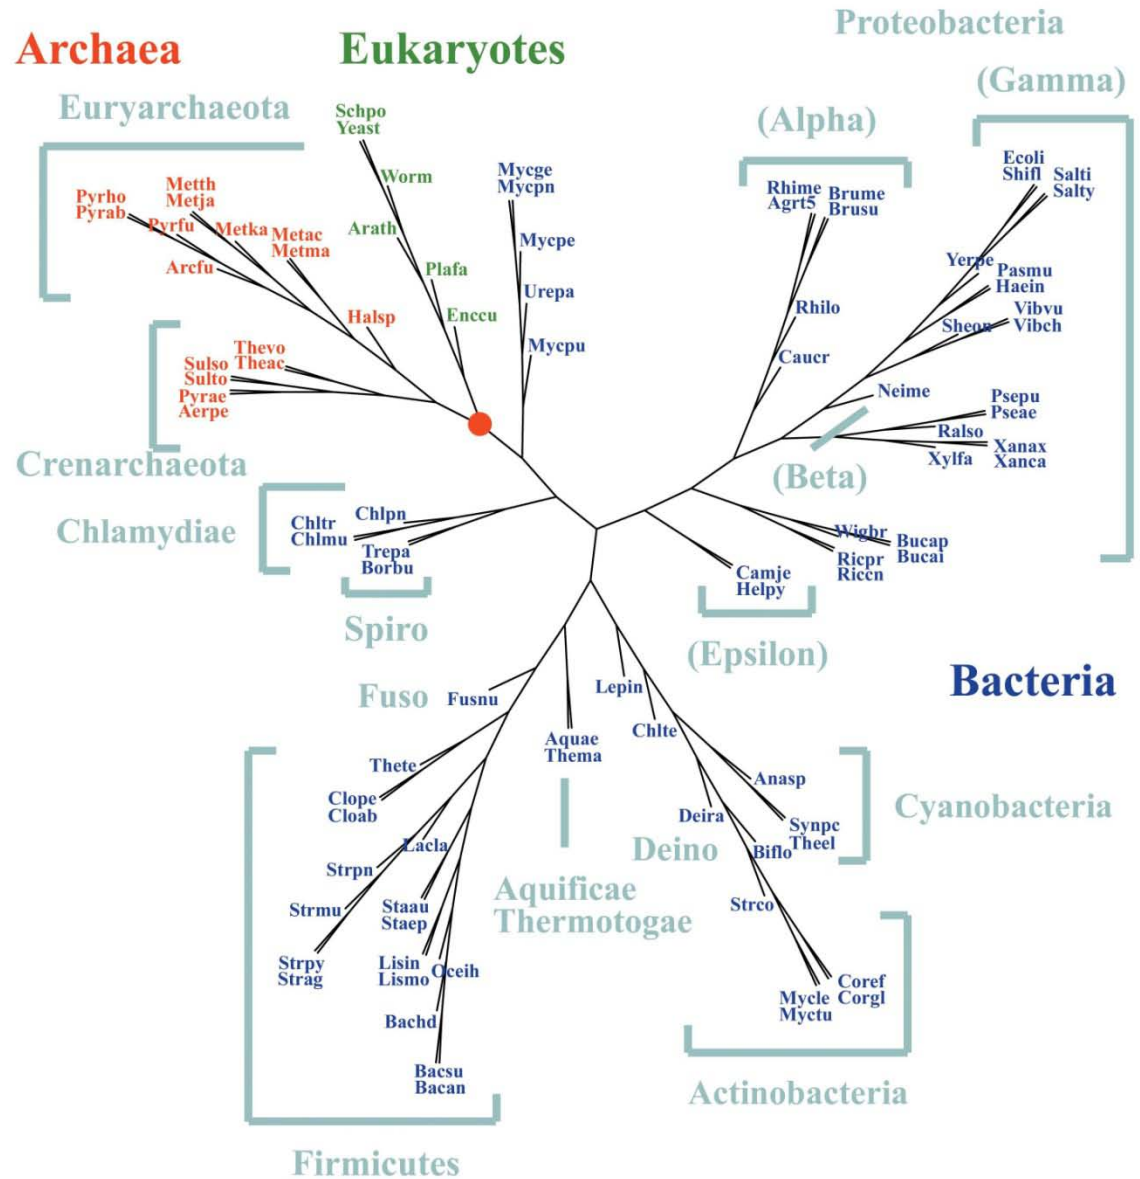 Archaea
Eukaryotes
Proteobacteria
(Gamma)
(Alpha)
Euryarchaeota
Schpo
Yeast
Worm
Arath
Plafa
Enccu
Mycge
Mycpn
Mycpe
Urepa
Mycpu
Pyrho
Pyrab
Metth
Metja
Pyrfu
Metka
Metac
Metma
Arcfu
Halsp
Thevo
Theac
Sulso
Sulto
Pyrae
Aerpe
Crenarchaeota
Rhime
Agrt5
Brume
Brusu
Rhilo
Caucr
Ecoli
Shifl
Salti
Salty
Yerpe
Pasmu
Haein
Vibvu
Vibch
Sheon
Neime
Psepu
Pseae
Ralso
Xanax
Xanca
Xylfa
(Beta)
Wigbr
Bucap
Bucai
Ricpr
Riccn
Camje
Helpy
(Epsilon)
Chlamydiae
Chlpn
Chltr
Chlmu
Trepa
Borbu
Spiro
Bacteria
Fuso
Fusnu
Lepin
Chlte
Aquae
Thema
Aquificae
Thermotogae
Thete
Clope
Cloab
Lacla
Strpn
Strmu
Strpy
Strag
Staau
Staep
Lisin
Lismo
Oceih
Bachd
Bacsu
Bacan
Firmicutes
Anasp
Synpc
Theel
Cyanobacteria
Deira
Deino
Biflo
Strco
Coref
Corgl
Mycle
Myctu
Actinobacteria